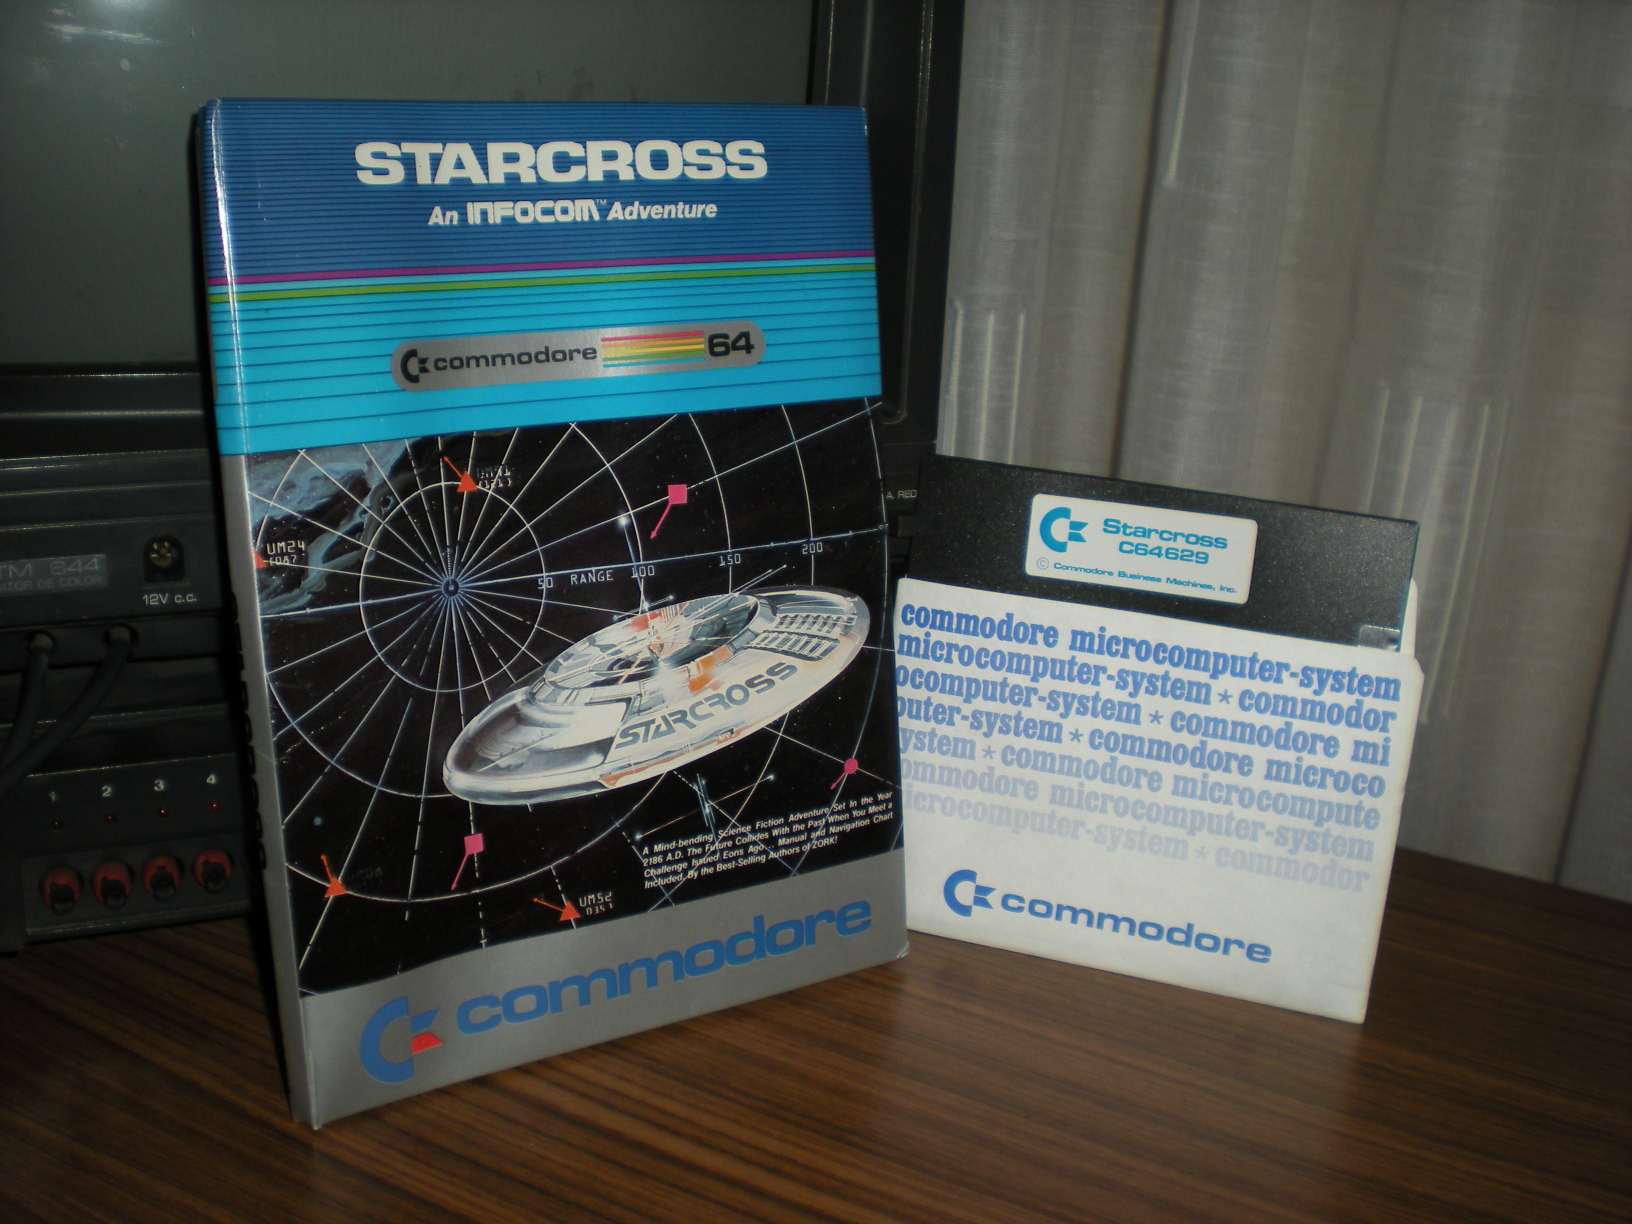 STARCROSS
An INFOCOM™ Adventure
commodore 64
UM24
50 RANGE 100 150 200
STARCROSS
A Mind-bending Science Fiction Adventure Set In the Year
2186 A.D. The Future Collides With the Past When You Meet a
Challenge Issued Eons Ago... Manual and Navigation Chart
Included. By the Best-Selling Authors of ZORK!
UM52
commodore
Starcross
C64629
© Commodore Business Machines, Inc.
commodore microcomputer-system
microcomputer-system * commodor
ocomputer-system * commodore mi
puter-system * commodore microco
ystem * commodore microcompute
ommodore microcomputer-system
icrocomputer-system * commodor
commodore
A. RED
644
12V c.c.
1 2 3 4